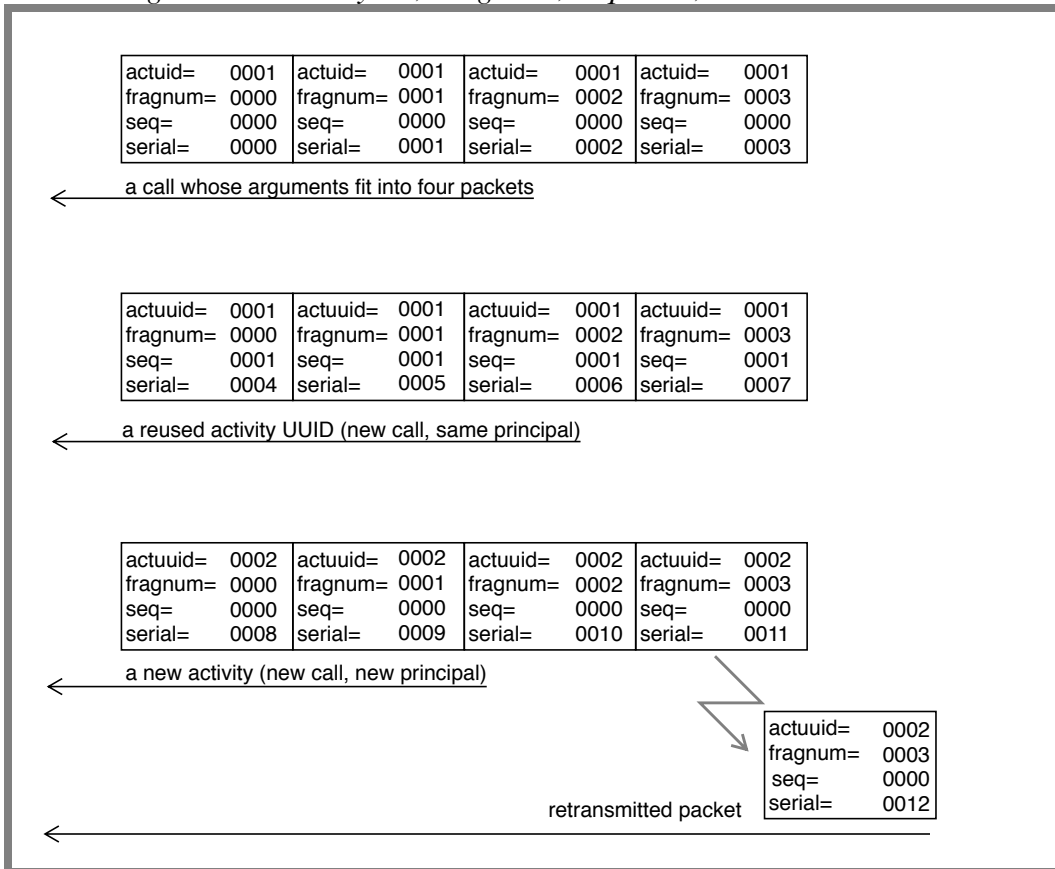 actuid= 0001 actuid= 0001 actuid= 0001 actuid= 0001
fragnum= 0000 fragnum= 0001 fragnum= 0002 fragnum= 0003
seq= 0000 seq= 0000 seq= 0000 seq= 0000
serial= 0000 serial= 0001 serial= 0002 serial= 0003
a call whose arguments fit into four packets
actuuid= 0001 actuuid= 0001 actuuid= 0001 actuuid= 0001
fragnum= 0000 fragnum= 0001 fragnum= 0002 fragnum= 0003
seq= 0001 seq= 0001 seq= 0001 seq= 0001
serial= 0004 serial= 0005 serial= 0006 serial= 0007
a reused activity UUID (new call, same principal)
actuuid= 0002 actuuid= 0002 actuuid= 0002 actuuid= 0002
fragnum= 0000 fragnum= 0001 fragnum= 0002 fragnum= 0003
seq= 0000 seq= 0000 seq= 0000 seq= 0000
serial= 0008 serial= 0009 serial= 0010 serial= 0011
a new activity (new call, new principal)
actuuid= 0002
fragnum= 0003
seq= 0000
serial= 0012
retransmitted packet